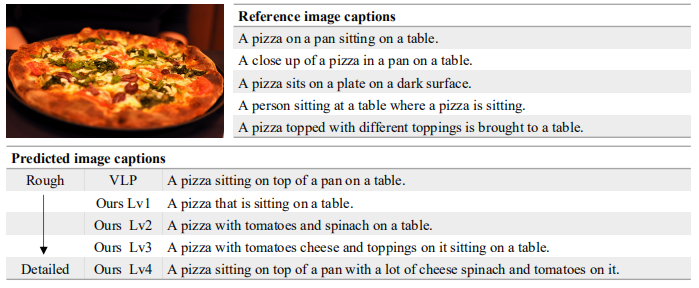 Reference image captions
A pizza on a pan sitting on a table.
A close up of a pizza in a pan on a table.
A pizza sits on a plate on a dark surface.
A person sitting at a table where a pizza is sitting.
A pizza topped with different toppings is brought to a table.
Predicted image captions
Rough VLP A pizza sitting on top of a pan on a table.
Ours Lv1 A pizza that is sitting on a table.
Ours Lv2 A pizza with tomatoes and spinach on a table.
Ours Lv3 A pizza with tomatoes cheese and toppings on it sitting on a table.
Detailed Ours Lv4 A pizza sitting on top of a pan with a lot of cheese spinach and tomatoes on it.